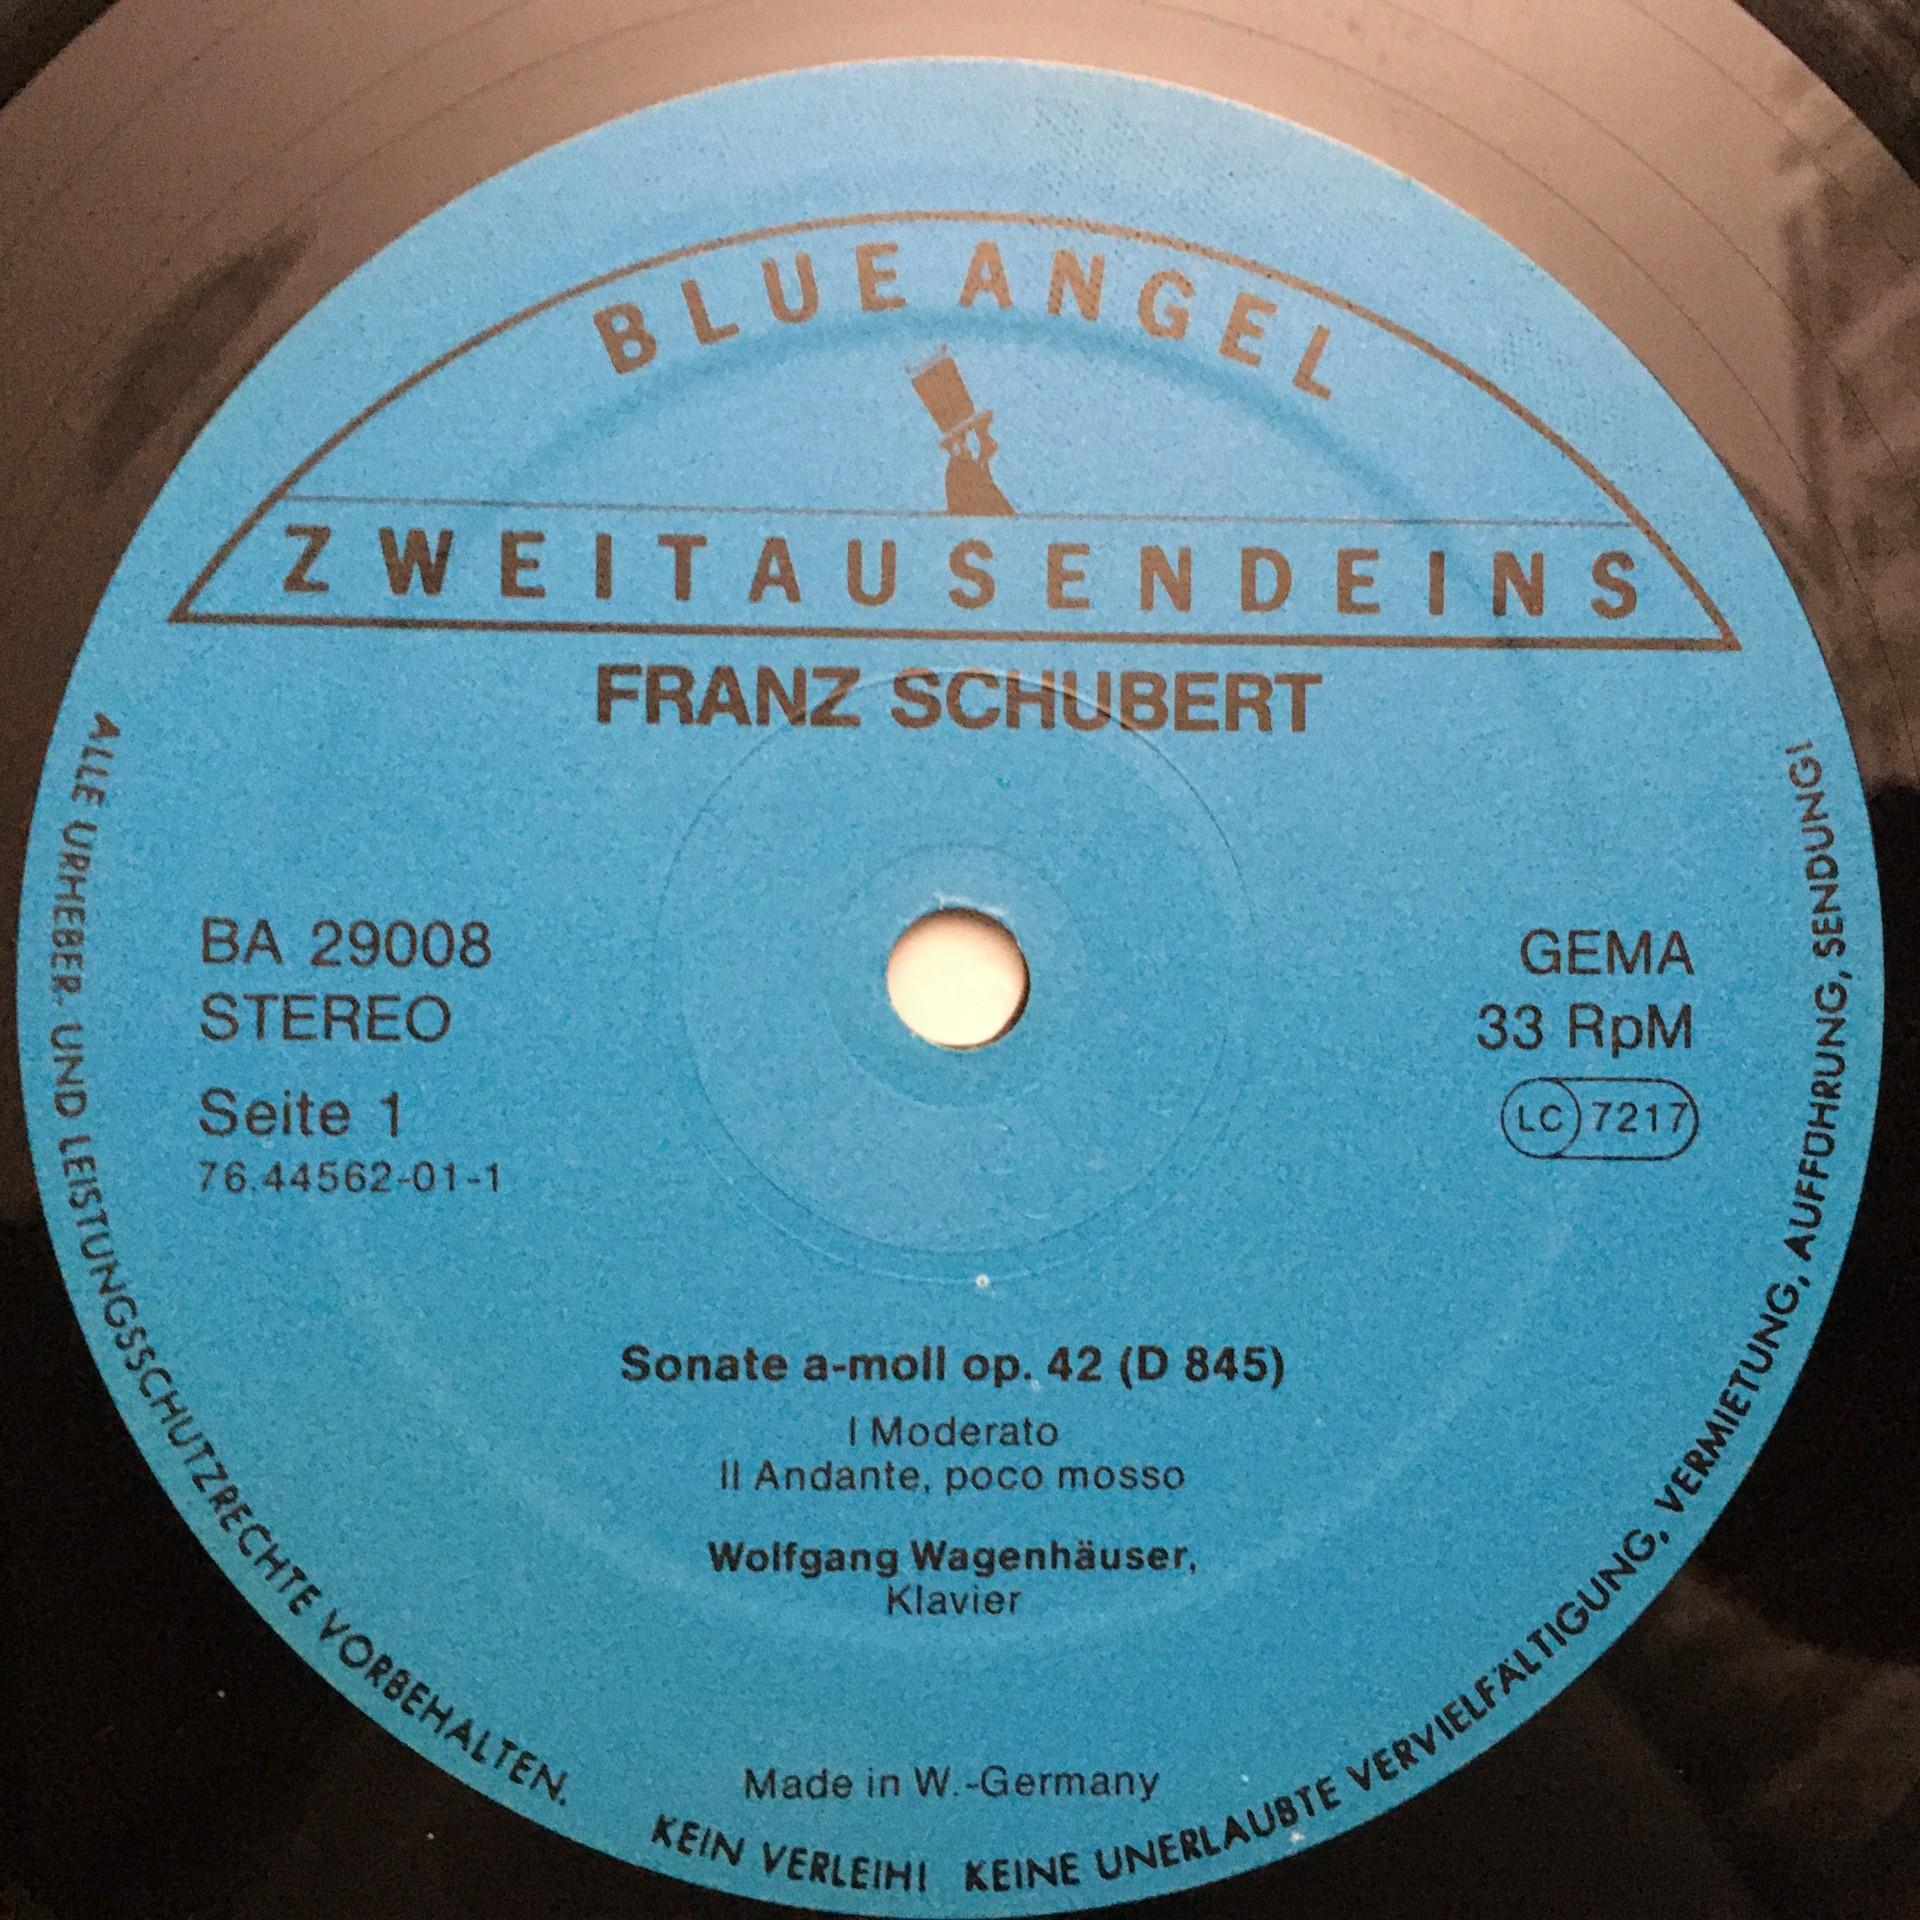 BLUE ANGEL
ZWEITAUSENDEINS
FRANZ SCHUBERT
BA 29008
STEREO
Seite 1
76.44562-01-1
GEMA
33 RpM
LC 7217
Sonate a-moll op. 42 (D 845)
I Moderato
II Andante, poco mosso
Wolfgang Wagenhäuser,
Klavier
Made in W.-Germany
ALLE URHEBER- UND LEISTUNGSSCHUTZRECHTE VORBEHALTEN. KEIN VERLEIH! KEINE UNERLAUBTE VERVIELFÄLTIGUNG, VERMIETUNG, AUFFÜHRUNG, SENDUNG!